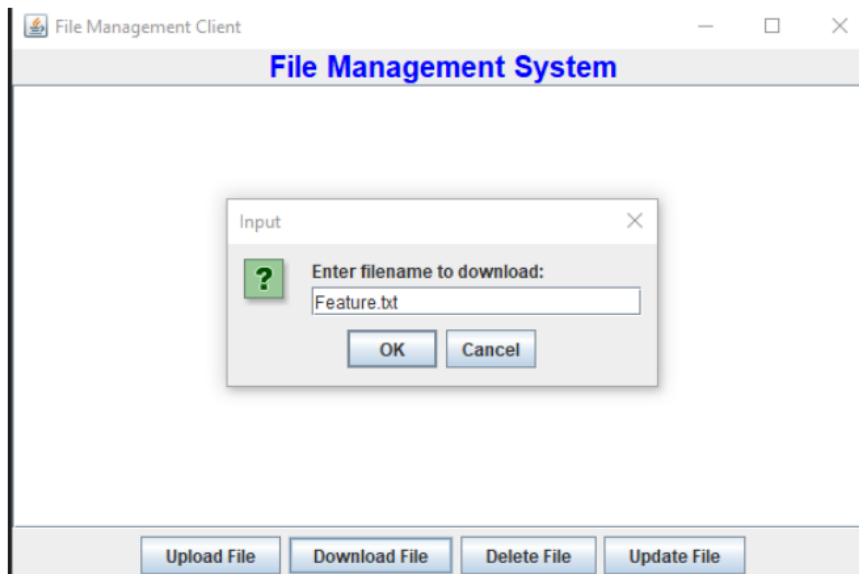 File Management Client
File Management System
Input
?
Enter filename to download:
Feature.txt
OK Cancel
Upload File Download File Delete File Update File